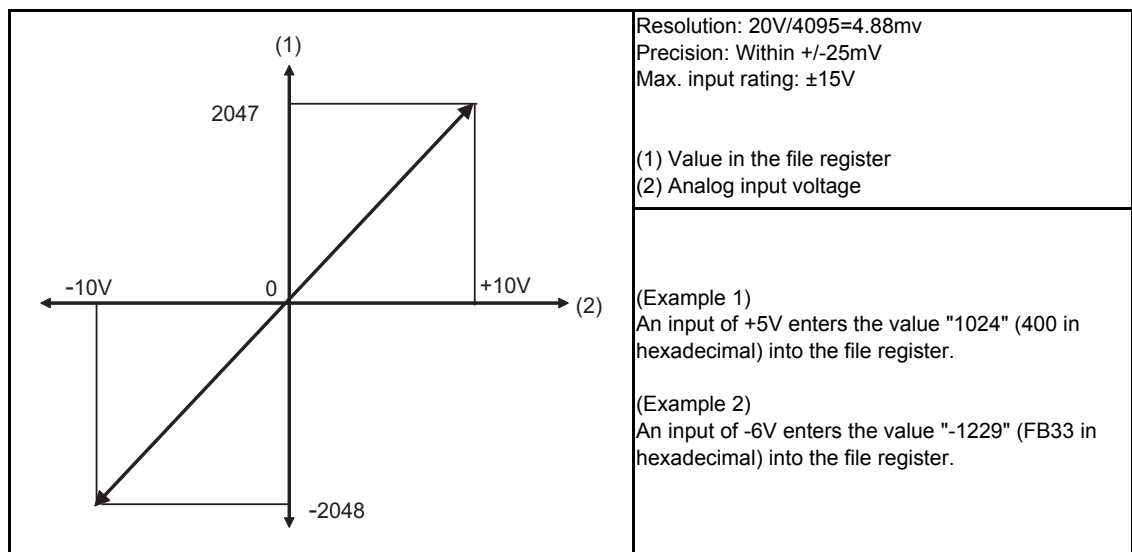 (1)
2047
-10V
0
+10V
(2)
-2048
Resolution: 20V/4095=4.88mv
Precision: Within +/-25mV
Max. input rating: ±15V
(1) Value in the file register
(2) Analog input voltage
(Example 1)
An input of +5V enters the value "1024" (400 in
hexadecimal) into the file register.
(Example 2)
An input of -6V enters the value "-1229" (FB33 in
hexadecimal) into the file register.